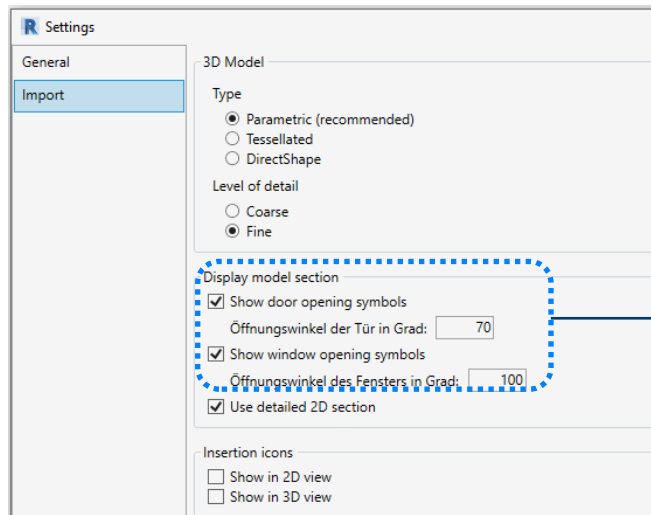 Settings
General
Import
3D Model
Type
Parametric (recommended)
Tessellated
DirectShape
Level of detail
Coarse
Fine
Display model section
Show door opening symbols
Öffnungswinkel der Tür in Grad: 70
Show window opening symbols
Öffnungswinkel des Fensters in Grad: 100
Use detailed 2D section
Insertion icons
Show in 2D view
Show in 3D view